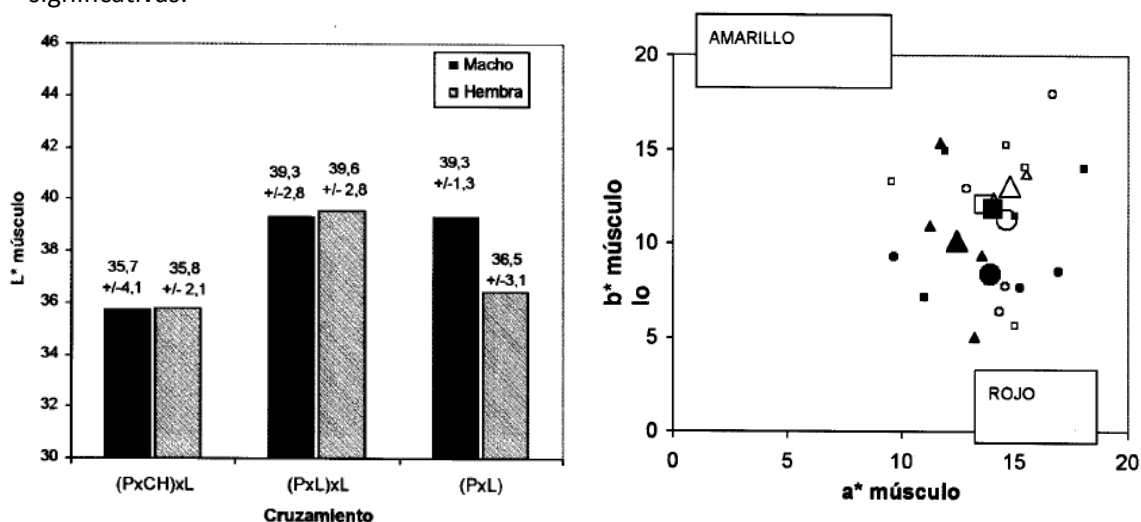 significativas.
46
44
42
40
38
36
34
32
30
L* músculo
Macho
Hembra
35,7
+/-4,1
35,8
+/- 2,1
39,3
+/-2,8
39,6
+/- 2,8
39,3
+/-1,3
36,5
+/-3,1
(PxCH)xL
(PxL)xL
(PxL)
Cruzamiento
AMARILLO
20
15
10
5
0
b* músculo
lo
ROJO
0
5
10
15
20
a* músculo